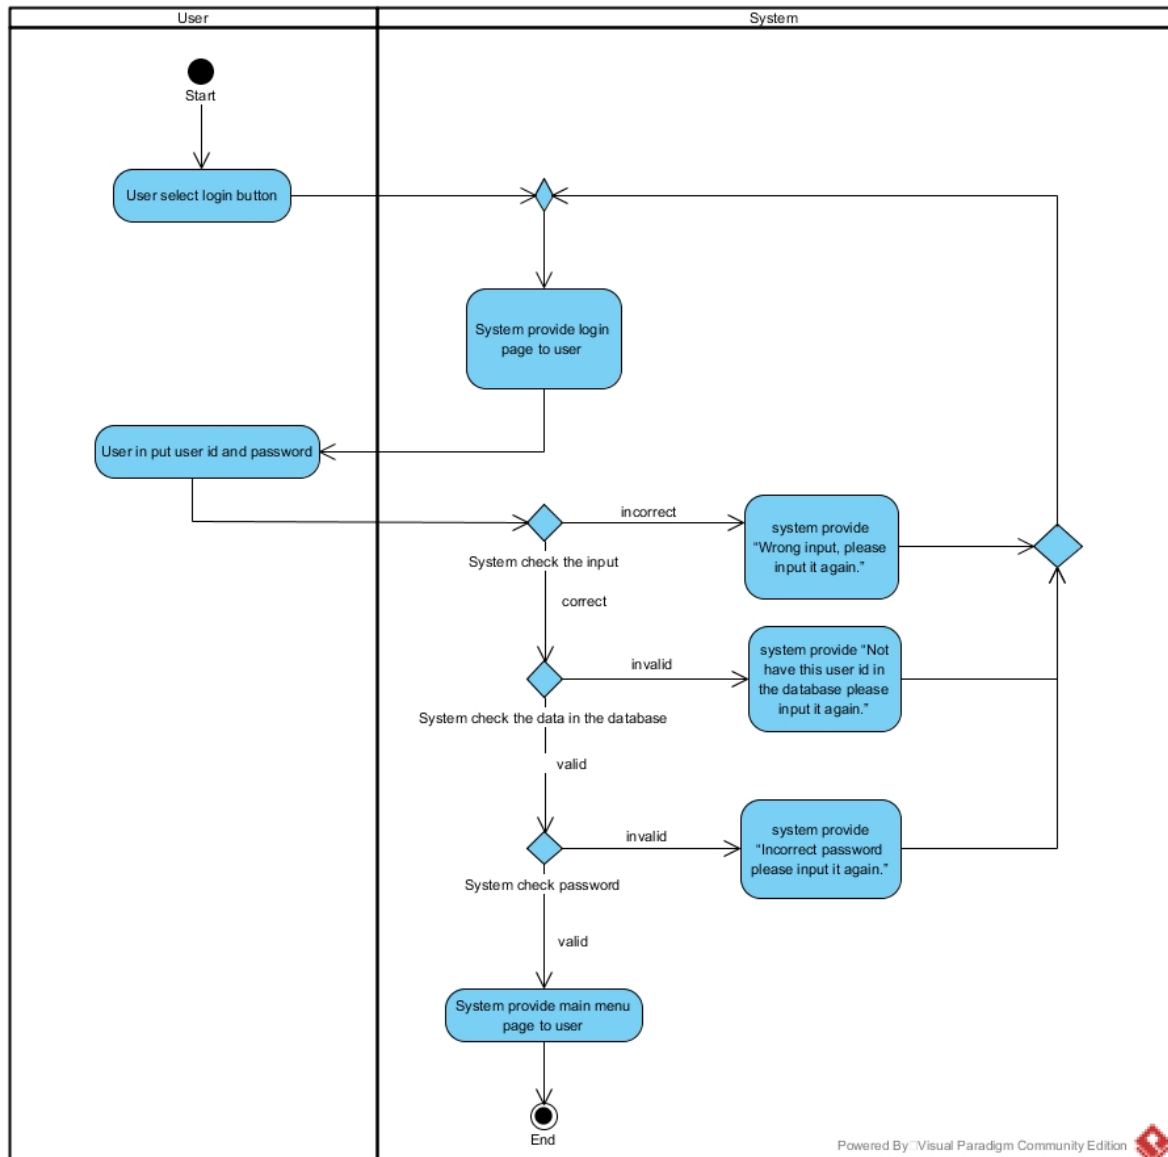 User
System
Start
User select login button
System provide login
page to user
User in put user id and password
incorrect
system provide
“Wrong input, please
input it again.”
System check the input
correct
invalid
system provide “Not
have this user id in
the database please
input it again.”
System check the data in the database
valid
invalid
system provide
“Incorrect password
please input it again.”
System check password
valid
System provide main menu
page to user
End
Powered By Visual Paradigm Community Edition